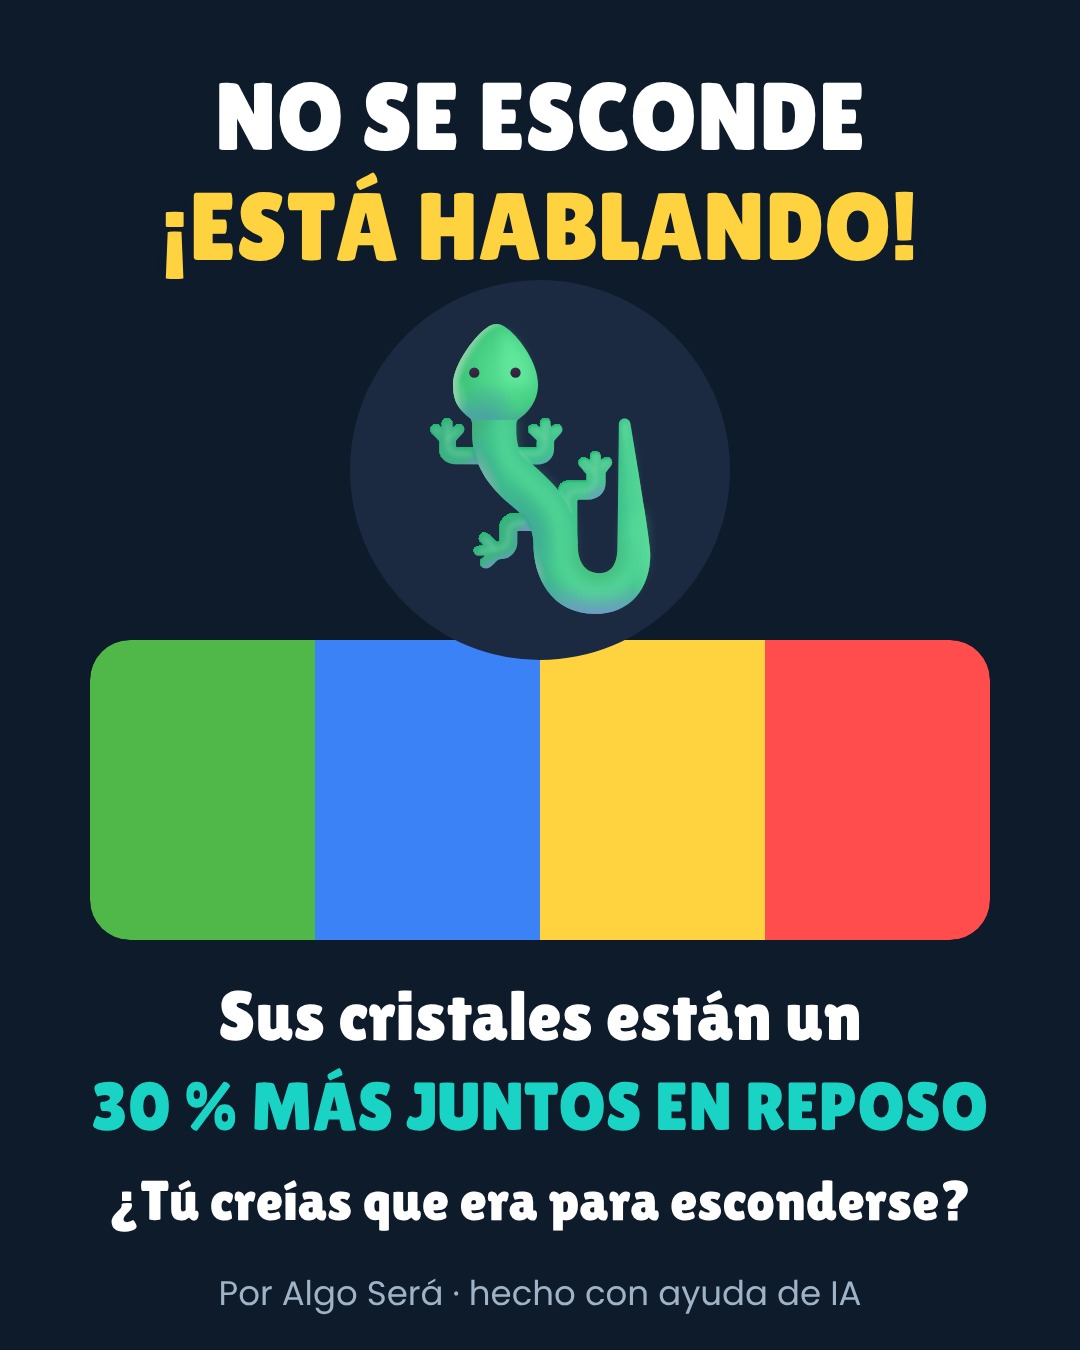 NO SE ESCONDE
¡ESTÁ HABLANDO!
Sus cristales están un
30 % MÁS JUNTOS EN REPOSO
¿Tú creías que era para esconderse?
Por Algo Será · hecho con ayuda de IA